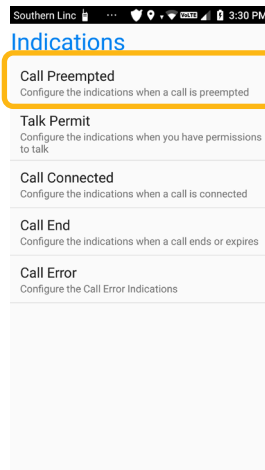 Southern Linc ... VoLTE 3:30 PM
Indications
Call Preempted
Configure the indications when a call is preempted
Talk Permit
Configure the indications when you have permissions
to talk
Call Connected
Configure the indications when a call is connected
Call End
Configure the indications when a call ends or expires
Call Error
Configure the Call Error Indications